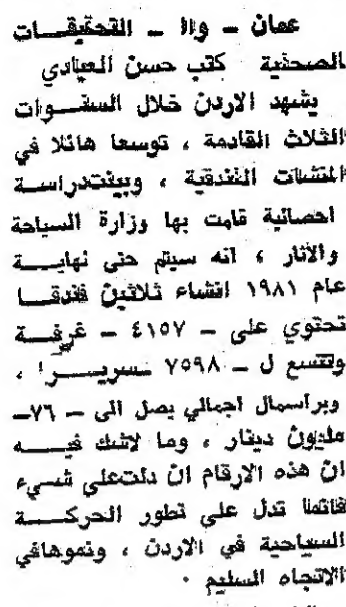 عمان – واا – التحقيقات
الصحفية كتب حسن العبادي
يشهد الاردن خلال السنوات
الثلاث القادمة ، توسعا هائلا في
المنشات الفندقية ، وبينت دراسة
احصائية قامت بها وزارة السياحة
والآثار ، انه سيتم حتى نهاية
عام ١٩٨١ انشاء ثلاثين فندقا
تحتوي على – ٤١٥٧ – غرفة
وتتسع ل – ٧٥٩٨ سريرا ،
وبراسمال اجمالي يصل الى – ٧٦–
مليون دينار ، وما لاشك فيه
ان هذه الارقام ان دلت على شيء
فانما تدل على تطور الحركة
السياحية في الاردن ، ونموها في
الاتجاه السليم .